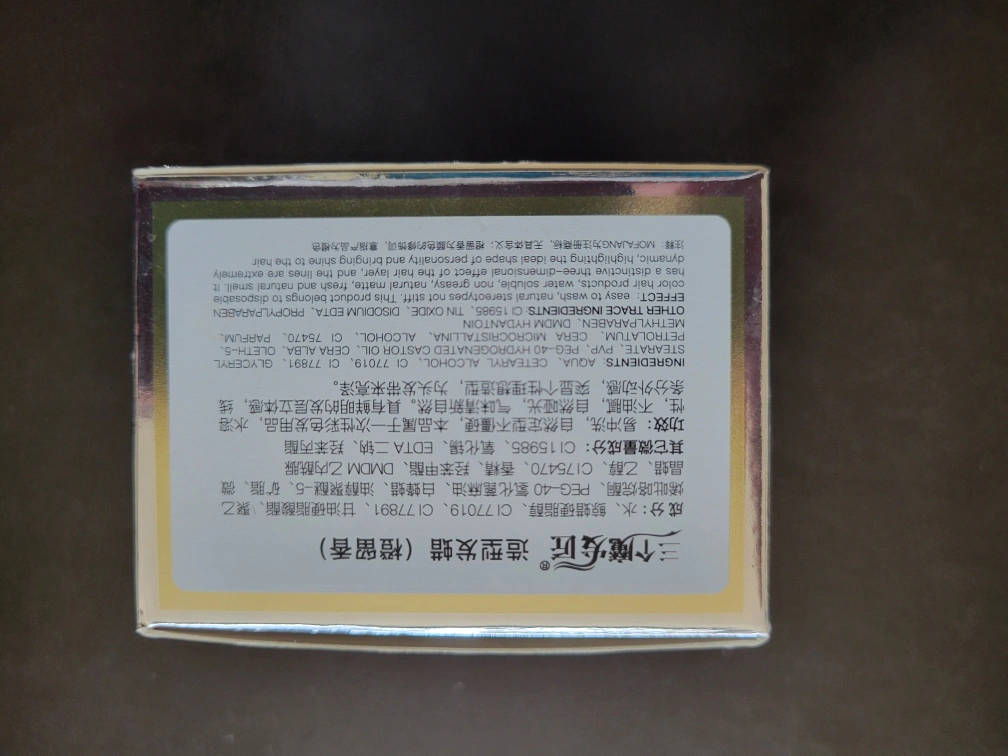 三个魔发匠® 造型发蜡（橙留香）
成分：水、鲸蜡硬脂醇、CI 77019、CI 77891、甘油硬脂酸酯、聚乙
烯吡咯烷酮、PEG-40 氢化蓖麻油、白蜂蜡、油醇聚醚-5、矿脂、微
晶蜡、乙醇、CI 75470、香精、羟苯甲酯、DMDM 乙内酰脲
其它微量成分：CI 15985、氧化锡、EDTA 二钠、羟苯丙酯
功效：易冲洗，自然定型不僵硬，本品属于一次性彩色发用品，水溶
性，不油腻，自然哑光，气味清新自然。具有鲜明的发层立体感，线
条分外动感，突显个性理想造型，为头发带来亮泽。
INGREDIENTS: AQUA、CETEARYL ALCOHOL、CI 77019、CI 77891、GLYCERYL
STEARATE、PVP、PEG-40 HYDROGENATED CASTOR OIL、CERA ALBA、OLETH-5、
PETROLATUM、CERA MICROCRISTALLINA、ALCOHOL、CI 75470、PARFUM、
METHYLPARABEN、DMDM HYDANTOIN
OTHER TRACE INGREDIENTS: CI 15985、TIN OXIDE、DISODIUM EDTA、PROPYLPARABEN
EFFECT: easy to wash, natural stereotypes not stiff. This product belongs to disposable
color hair products, water soluble, non greasy, natural matte, fresh and natural smell. It
has a distinctive three-dimensional effect of the hair layer, and the lines are extremely
dynamic, highlighting the ideal shape of personality and bringing shine to the hair
注释：MOFAJANG为注册商标，无具体含义；橙留香为颜色的修饰词，意指产品为橙色